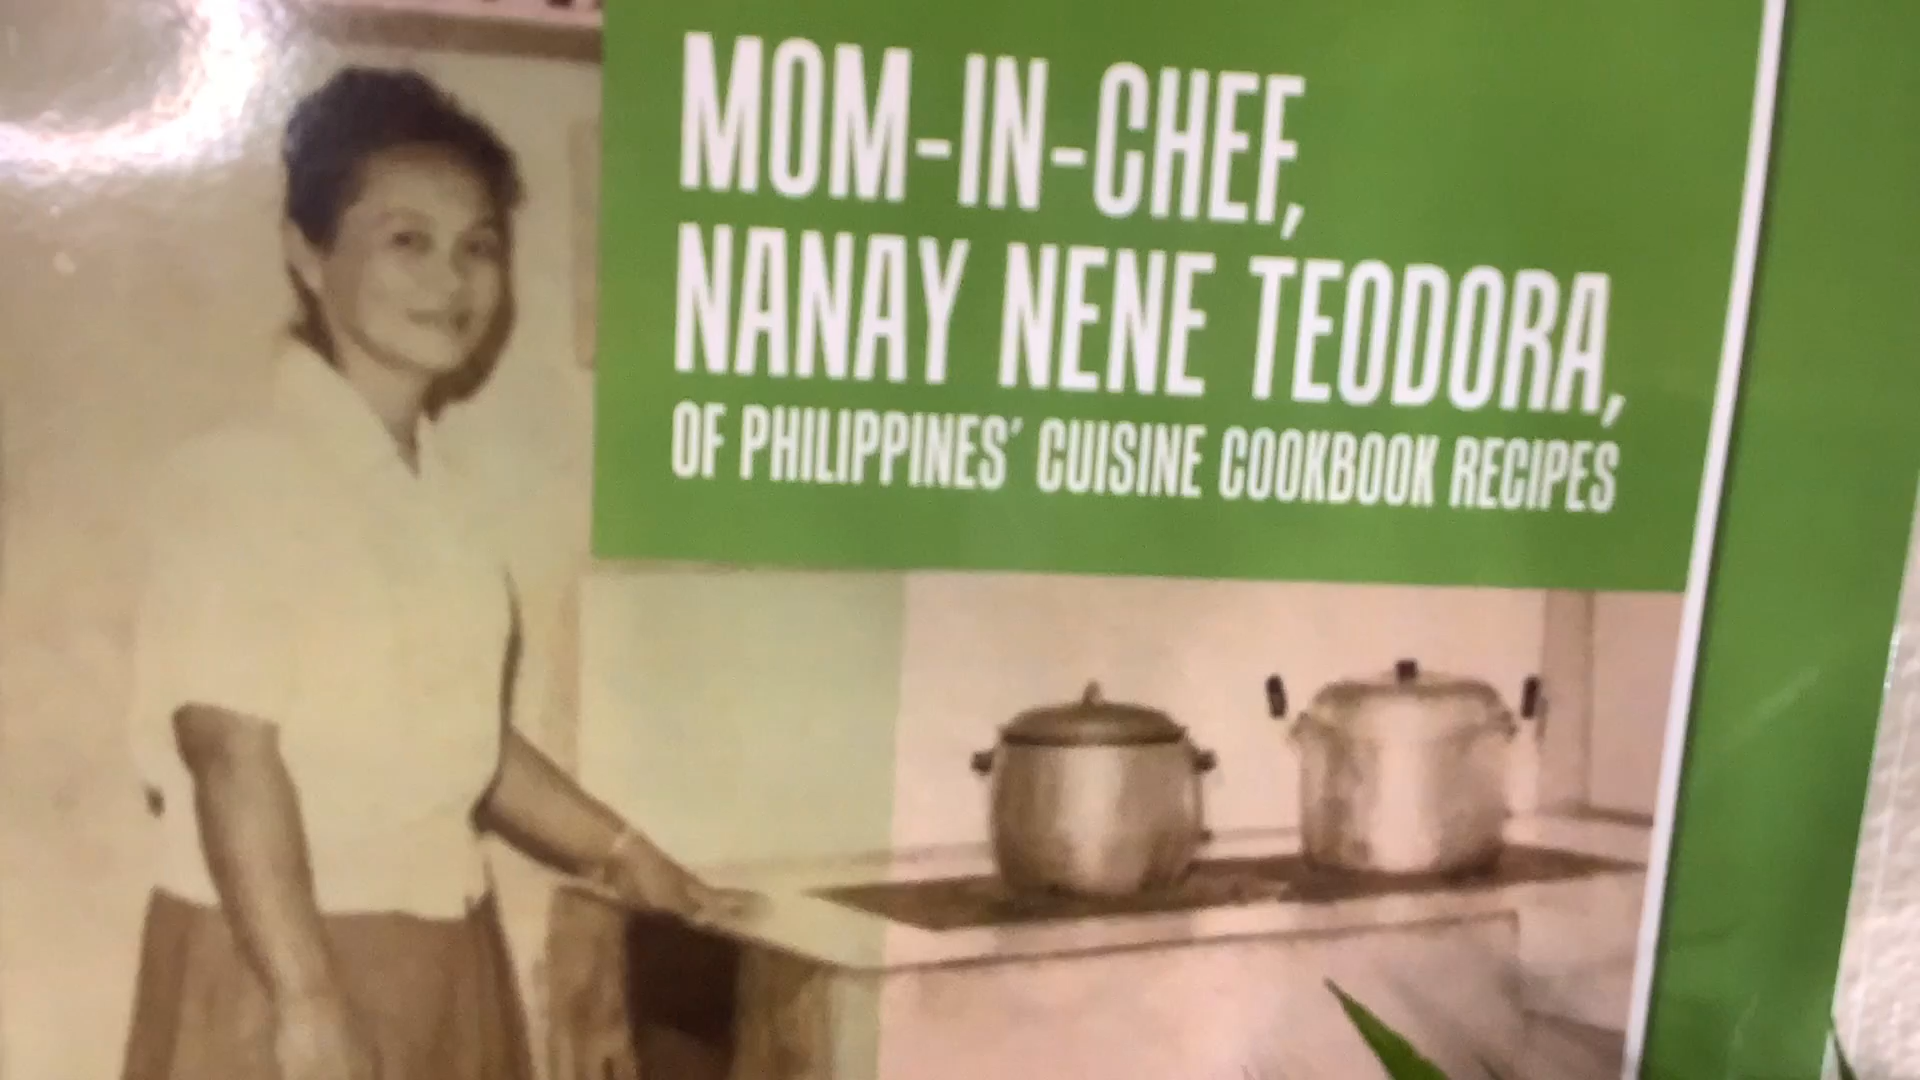 MOM-IN-CHEF,
NANAY NENE TEODORA,
OF PHILIPPINES' CUISINE COOKBOOK RECIPES